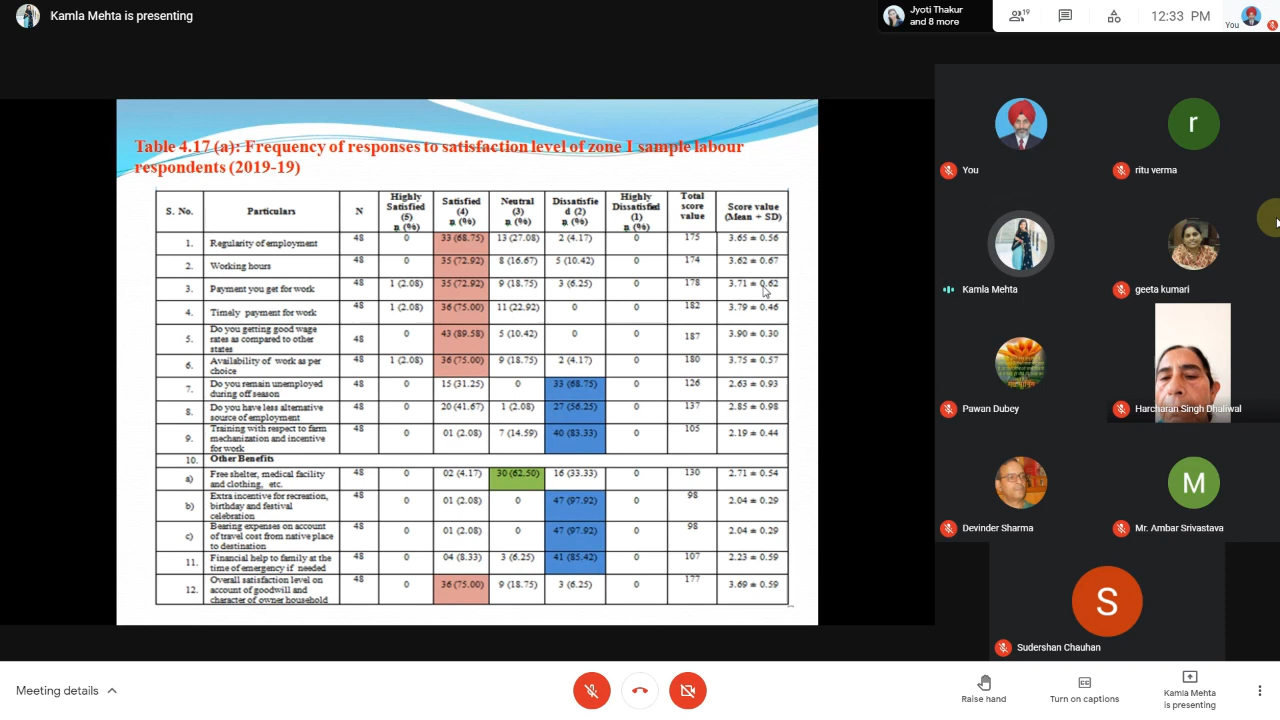 Kamla Mehta is presenting
Jyoti Thakur
and 8 more
19
12:33 PM
You
Table 4.17 (a): Frequency of responses to satisfaction level of zone I sample labour
respondents (2019-19)
S. No. Particulars N Highly Satisfied (5) n (%) Satisfied (4) n (%) Neutral (3) n (%) Dissatisfie d (2) n (%) Highly Dissatisfied (1) n (%) Total score value Score value (Mean ± SD)
1. Regularity of employment 48 0 33 (68.75) 13 (27.08) 2 (4.17) 0 175 3.65 ± 0.56
2. Working hours 48 0 35 (72.92) 8 (16.67) 5 (10.42) 0 174 3.62 ± 0.67
3. Payment you get for work 48 1 (2.08) 35 (72.92) 9 (18.75) 3 (6.25) 0 178 3.71 ± 0.62
4. Timely payment for work 48 1 (2.08) 36 (75.00) 11 (22.92) 0 0 182 3.79 ± 0.46
5. Do you getting good wage rates as compared to other states 48 0 43 (89.58) 5 (10.42) 0 0 187 3.90 ± 0.30
6. Availability of work as per choice 48 1 (2.08) 36 (75.00) 9 (18.75) 2 (4.17) 0 180 3.75 ± 0.57
7. Do you remain unemployed during off season 48 0 15 (31.25) 0 33 (68.75) 0 126 2.63 ± 0.93
8. Do you have less alternative source of employment 48 0 20 (41.67) 1 (2.08) 27 (56.25) 0 137 2.85 ± 0.98
9. Training with respect to farm mechanization and incentive for work 48 0 01 (2.08) 7 (14.59) 40 (83.33) 0 105 2.19 ± 0.44
10. Other Benefits
a) Free shelter, medical facility and clothing, etc. 48 0 02 (4.17) 30 (62.50) 16 (33.33) 0 130 2.71 ± 0.54
b) Extra incentive for recreation, birthday and festival celebration 48 0 01 (2.08) 0 47 (97.92) 0 98 2.04 ± 0.29
c) Bearing expenses on account of travel cost from native place to destination 48 0 01 (2.08) 0 47 (97.92) 0 98 2.04 ± 0.29
11. Financial help to family at the time of emergency if needed 48 0 04 (8.33) 3 (6.25) 41 (85.42) 0 107 2.23 ± 0.59
12. Overall satisfaction level on account of goodwill and character of owner household 48 0 36 (75.00) 9 (18.75) 3 (6.25) 0 177 3.69 ± 0.59
r
You
ritu verma
Kamla Mehta
geeta kumari
Pawan Dubey
Harcharan Singh Dhaliwal
M
Devinder Sharma
Mr. Ambar Srivastava
S
Sudershan Chauhan
Meeting details
Raise hand
Turn on captions
Kamla Mehta
is presenting